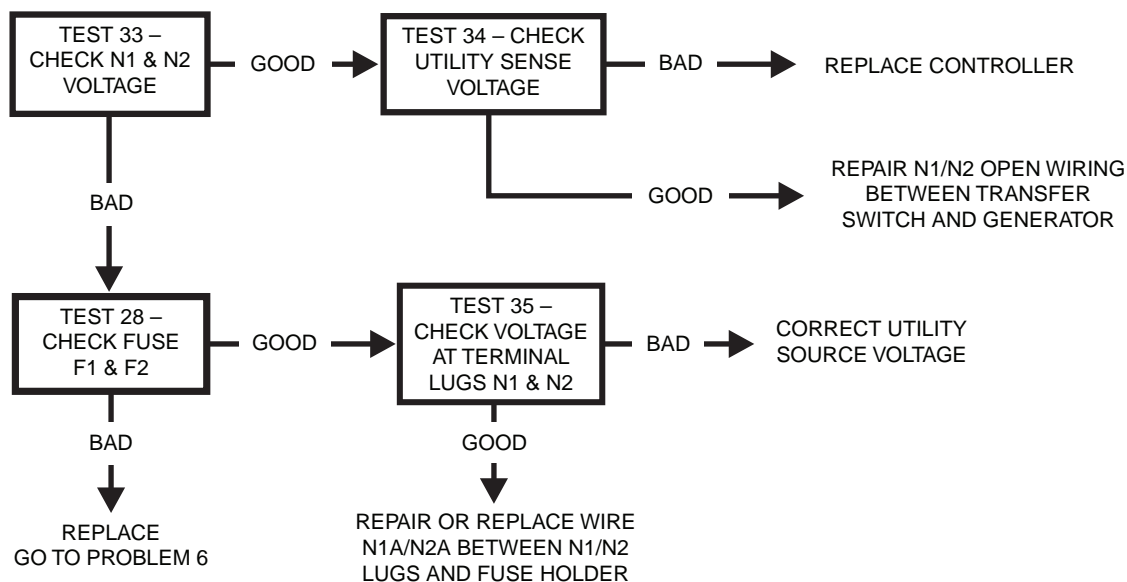 TEST 33 –
CHECK N1 & N2
VOLTAGE
GOOD
TEST 34 – CHECK
UTILITY SENSE
VOLTAGE
BAD
REPLACE CONTROLLER
GOOD
REPAIR N1/N2 OPEN WIRING
BETWEEN TRANSFER
SWITCH AND GENERATOR
BAD
TEST 28 –
CHECK FUSE
F1 & F2
GOOD
TEST 35 –
CHECK VOLTAGE
AT TERMINAL
LUGS N1 & N2
BAD
CORRECT UTILITY
SOURCE VOLTAGE
BAD
REPLACE
GO TO PROBLEM 6
GOOD
REPAIR OR REPLACE WIRE
N1A/N2A BETWEEN N1/N2
LUGS AND FUSE HOLDER